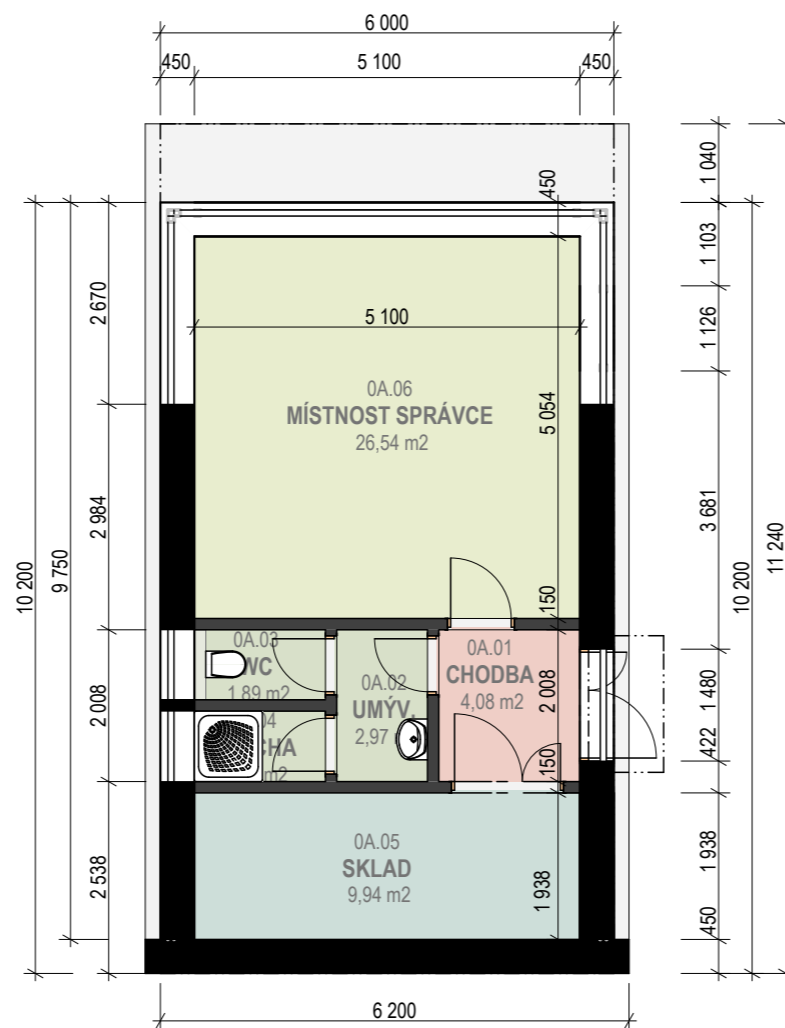 6 000
450
5 100
450
1 040
450
1 103
2 670
1 126
5 100
0A.06
MÍSTNOST SPRÁVCE
26,54 m2
5 054
3 681
2 984
10 200
9 750
10 200
11 240
150
0A.03
WC
1,89 m2
0A.01
CHODBA
4,08 m2
0A.02
UMÝV.
2,97
2 008
2 008
1 480
422
150
m2
0A.05
SKLAD
9,94 m2
2 538
1 938
1 938
450
6 200